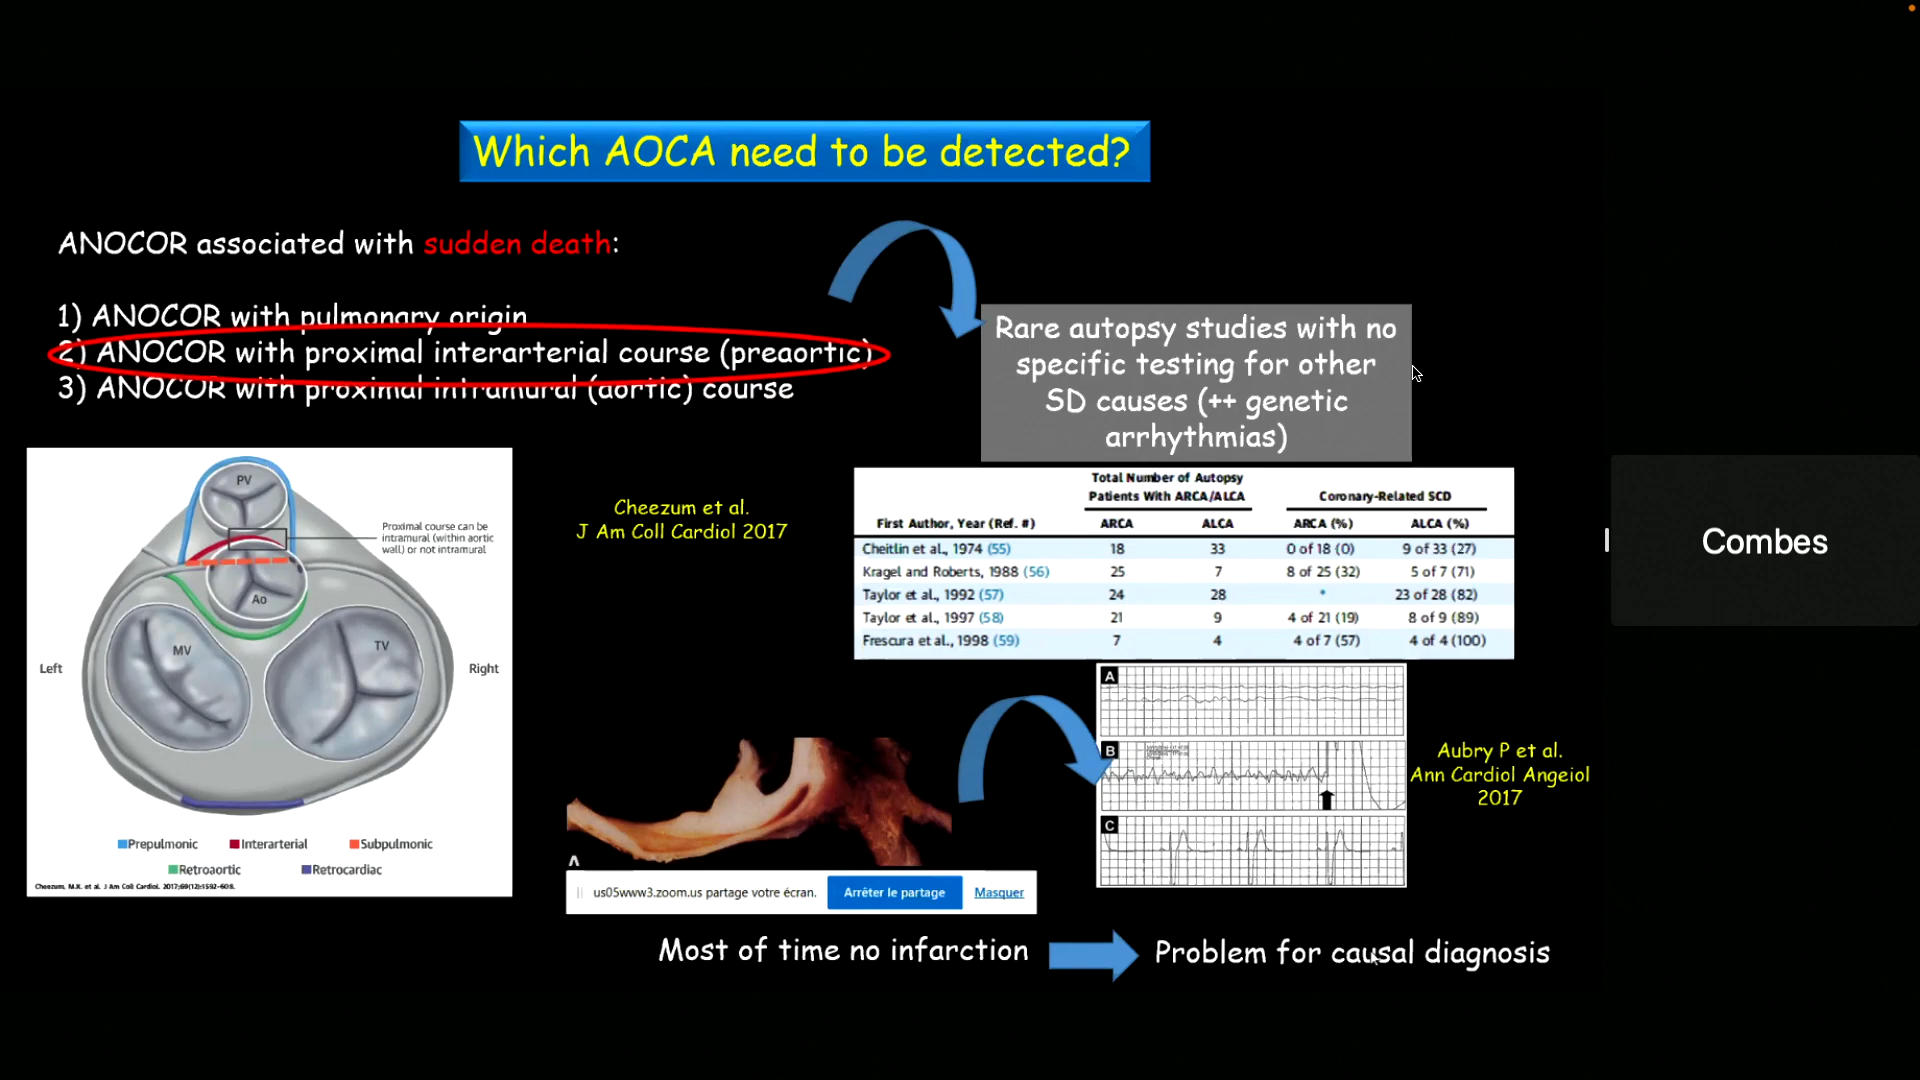 Which AOCA need to be detected?
ANOCOR associated with sudden death:
1) ANOCOR with pulmonary origin
2) ANOCOR with proximal interarterial course (preaortic)
3) ANOCOR with proximal intramural (aortic) course
Rare autopsy studies with no
specific testing for other
SD causes (++ genetic
arrhythmias)
PV
Proximal course can be
intramural (within aortic
wall) or not intramural
Ao
MV
TV
Left
Right
Prepulmonic
Interarterial
Subpulmonic
Retroaortic
Retrocardiac
Cheezum, M.K. et al. J Am Coll Cardiol. 2017;69(12):1592-608.
Cheezum et al.
J Am Coll Cardiol 2017
Total Number of Autopsy
Patients With ARCA/ALCA
Coronary-Related SCD
First Author, Year (Ref. #) ARCA ALCA ARCA (%) ALCA (%)
Cheitlin et al., 1974 (55) 18 33 0 of 18 (0) 9 of 33 (27)
Kragel and Roberts, 1988 (56) 25 7 8 of 25 (32) 5 of 7 (71)
Taylor et al., 1992 (57) 24 28 * 23 of 28 (82)
Taylor et al., 1997 (58) 21 9 4 of 21 (19) 8 of 9 (89)
Frescura et al., 1998 (59) 7 4 4 of 7 (57) 4 of 4 (100)
A
B
C
Aubry P et al.
Ann Cardiol Angeiol
2017
A
us05www3.zoom.us partage votre écran.
Arrêter le partage
Masquer
Most of time no infarction
Problem for causal diagnosis
Combes